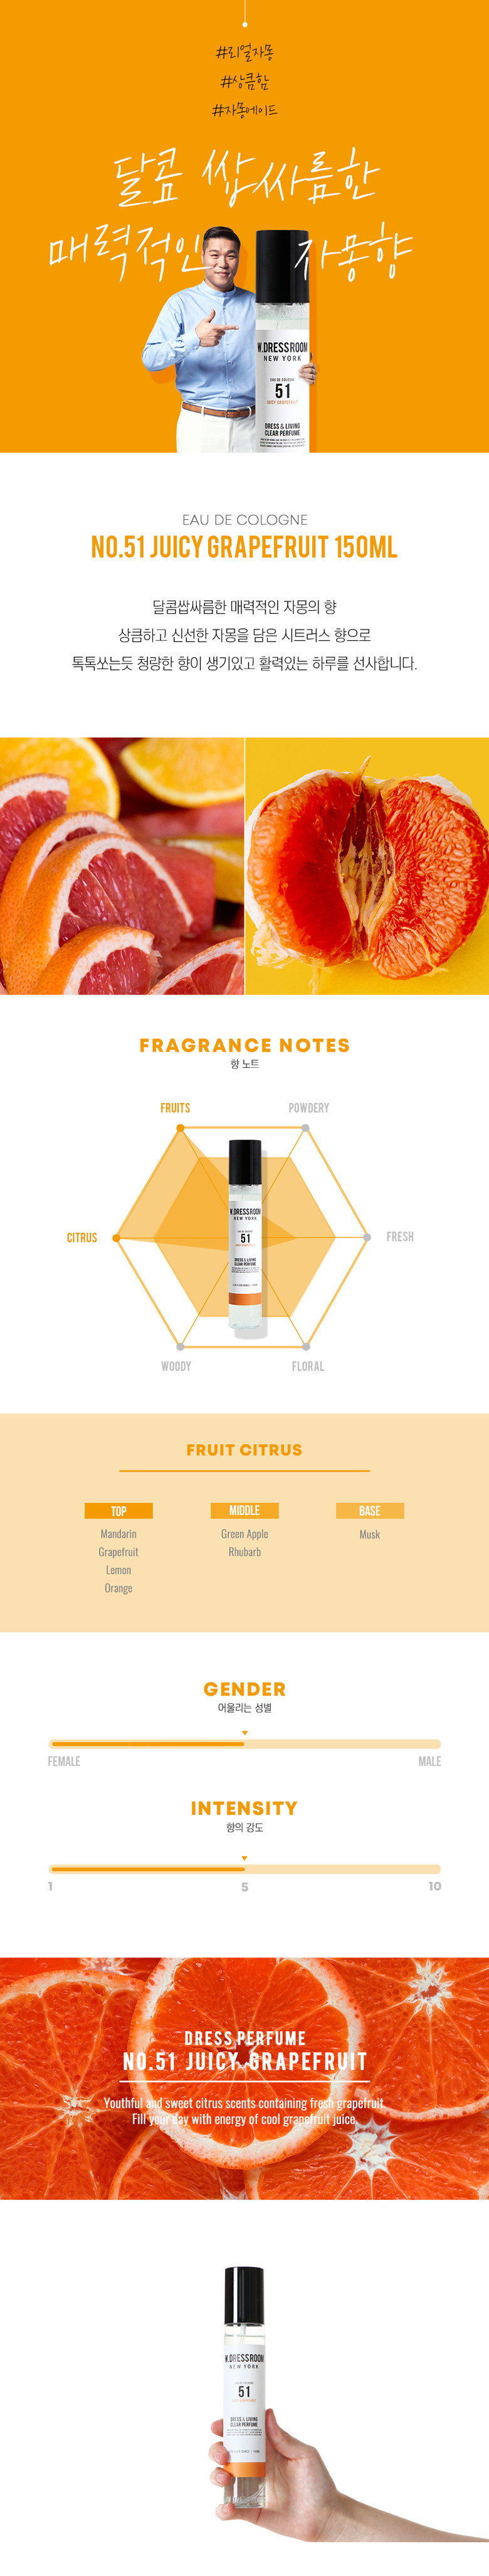 #리얼자몽
#상큼함
#자몽에이드
달콤 쌉싸름한
매력적인 자몽향
W.DRESSROOM
NEW YORK
EAU DE COLOGNE
51
JUICY GRAPEFRUIT
DRESS & LIVING
CLEAR PERFUME
EAU DE COLOGNE
NO.51 JUICY GRAPEFRUIT 150ML
달콤쌉싸름한 매력적인 자몽의 향
상큼하고 신선한 자몽을 담은 시트러스 향으로
톡톡쏘는듯 청량한 향이 생기있고 활력있는 하루를 선사합니다.
FRAGRANCE NOTES
향 노트
FRUITS
POWDERY
W.DRESSROOM
NEW YORK
51
DRESS & LIVING
CLEAR PERFUME
CITRUS
FRESH
WOODY
FLORAL
FRUIT CITRUS
TOP
Mandarin
Grapefruit
Lemon
Orange
MIDDLE
Green Apple
Rhubarb
BASE
Musk
GENDER
어울리는 성별
FEMALE
MALE
INTENSITY
향의 강도
1
5
10
DRESS PERFUME
NO.51 JUICY GRAPEFRUIT
Youthful and sweet citrus scents containing fresh grapefruit.
Fill your day with energy of cool grapefruit juice.
W.DRESSROOM
NEW YORK
51
DRESS & LIVING
CLEAR PERFUME